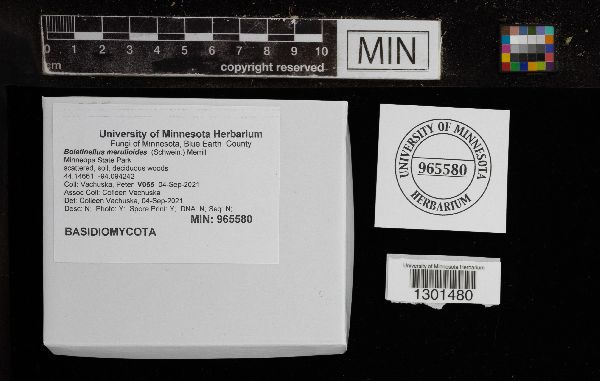 1 2 3 4 5 6 7 8 9 10
cm
copyright reserved
MIN
University of Minnesota Herbarium
Fungi of Minnesota, Blue Earth County
Boletinellus merulioides (Schwein.) Murrill
Minneopa State Park
scattered, soil, deciduous woods
44.14661 -94.094242
Coll: Vachuska, Peter V055 04-Sep-2021
Assoc Coll: Colleen Vachuska
Det: Colleen Vachuska, 04-Sep-2021
Desc: N; Photo: Y; Spore Print: Y; DNA: N; Seq: N;
MIN: 965580
BASIDIOMYCOTA
UNIVERSITY OF MINNESOTA
965580
HERBARIUM
University of Minnesota Herbarium
1301480